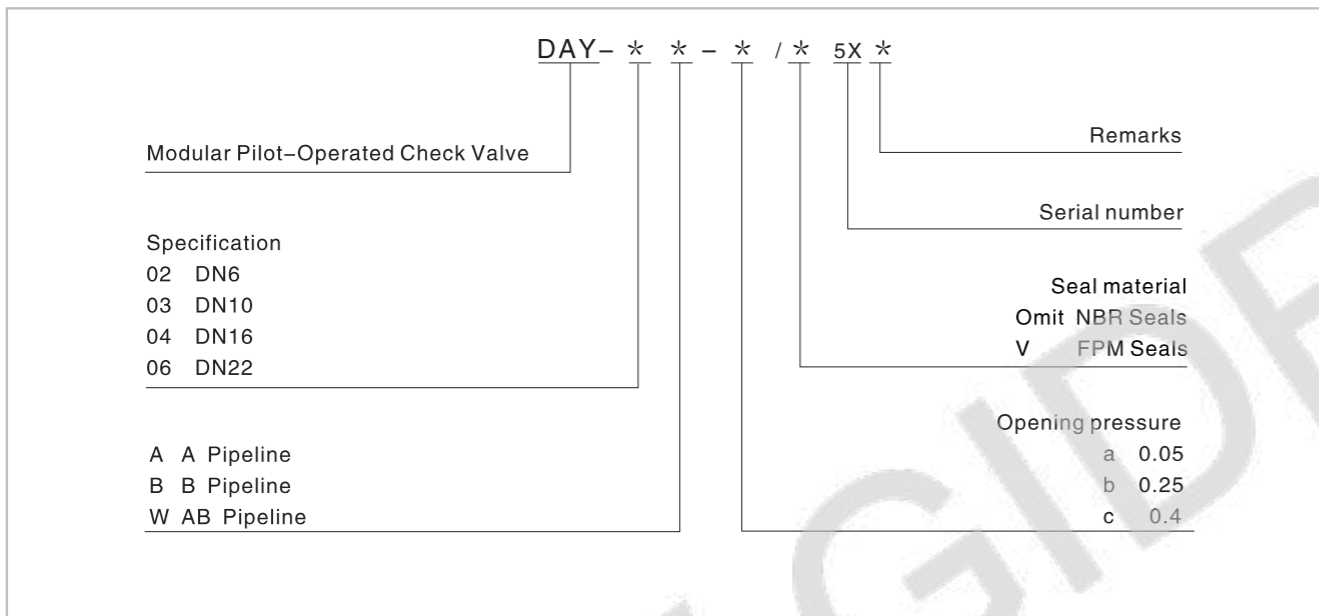 DAY- * * - * / * 5X *
Modular Pilot-Operated Check Valve
Specification
02 DN6
03 DN10
04 DN16
06 DN22
A A Pipeline
B B Pipeline
W AB Pipeline
Remarks
Serial number
Seal material
Omit NBR Seals
V FPM Seals
Opening pressure
a 0.05
b 0.25
c 0.4